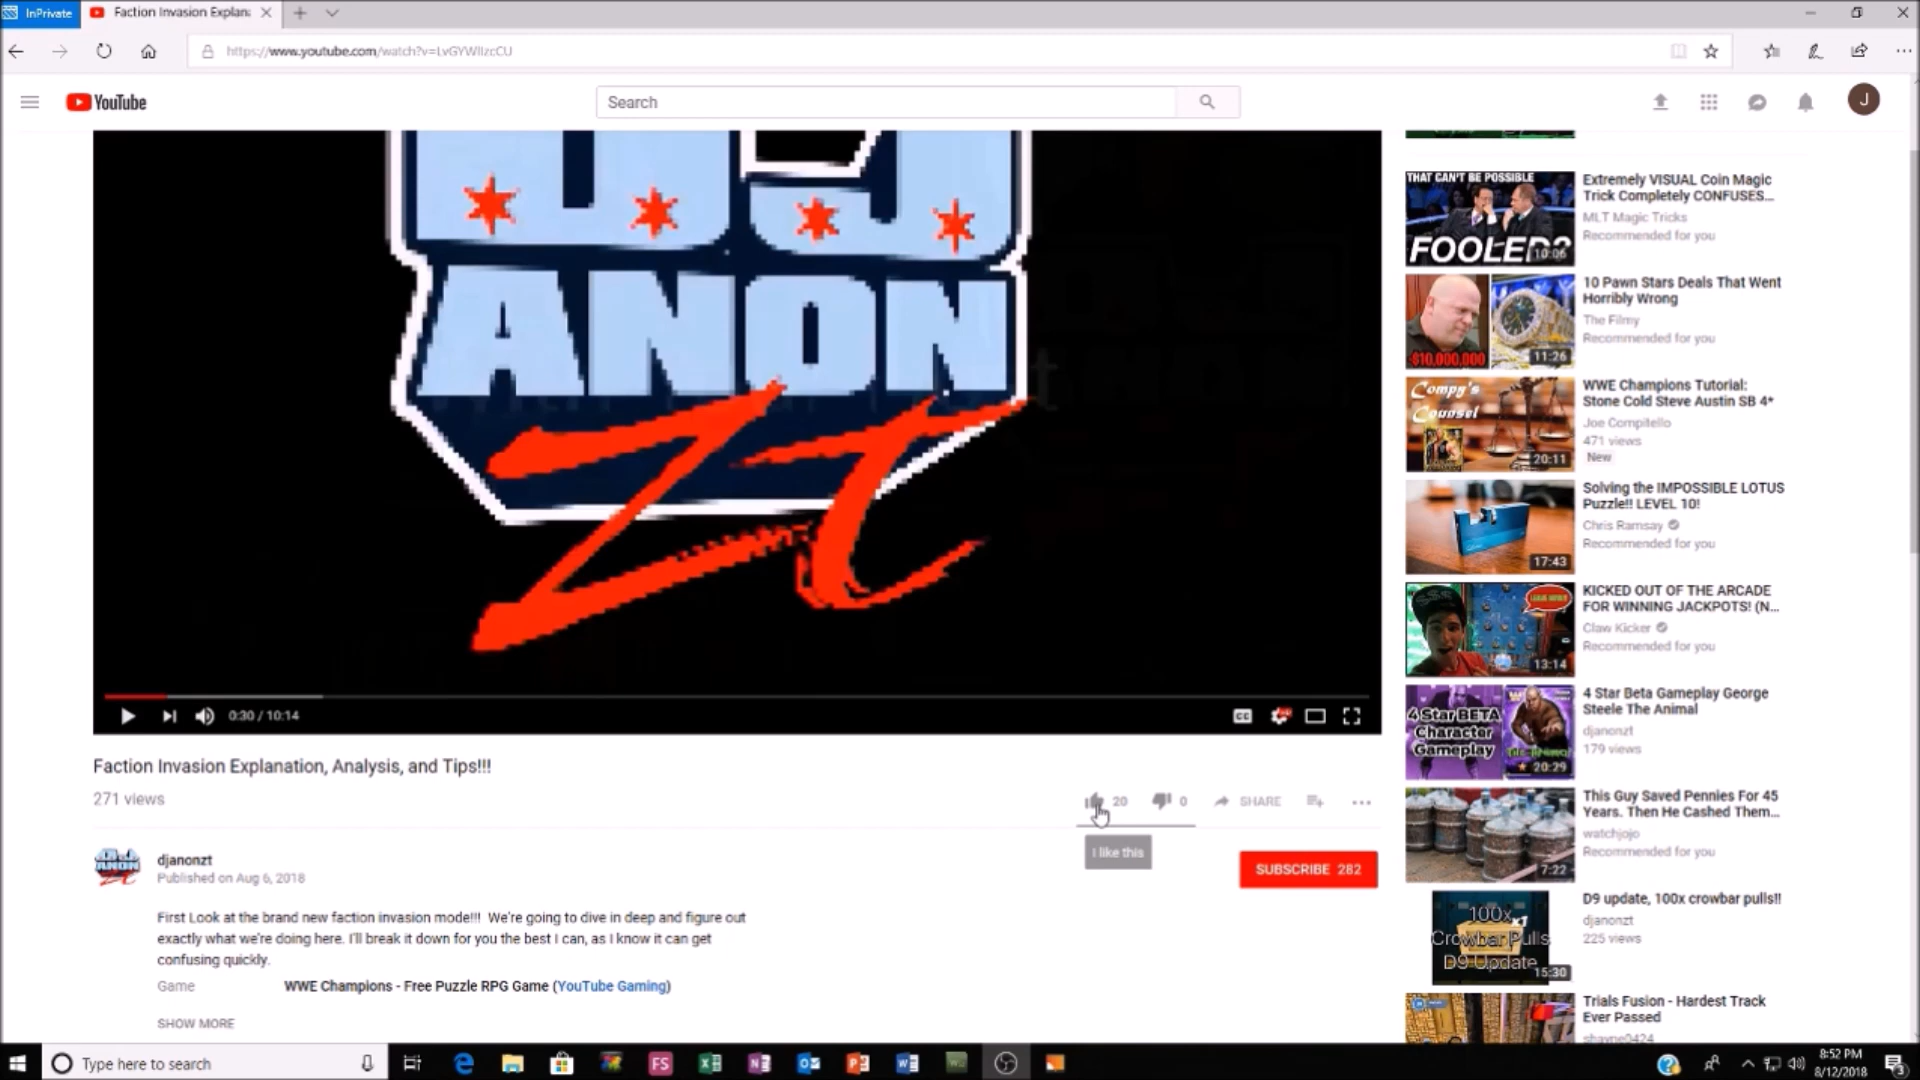 InPrivate
Faction Invasion Explan
https://www.youtube.com/watch?v=LvGYWIIzcCU
YouTube
Search
J
ANON
Zt
0:30 / 10:14
CC
Faction Invasion Explanation, Analysis, and Tips!!!
271 views
20
0
SHARE
I like this
djanonzt
Published on Aug 6, 2018
SUBSCRIBE 282
First Look at the brand new faction invasion mode!!! We're going to dive in deep and figure out
exactly what we're doing here. I'll break it down for you the best I can, as I know it can get
confusing quickly.
Game
WWE Champions - Free Puzzle RPG Game (YouTube Gaming)
SHOW MORE
THAT CAN'T BE POSSIBLE
FOOLED?
10:06
Extremely VISUAL Coin Magic
Trick Completely CONFUSES...
MLT Magic Tricks
Recommended for you
$10,000,000
11:26
10 Pawn Stars Deals That Went
Horribly Wrong
The Filmy
Recommended for you
Compy's
Counsel
20:11
WWE Champions Tutorial:
Stone Cold Steve Austin SB 4*
Joe Compitello
471 views
New
17:43
Solving the IMPOSSIBLE LOTUS
Puzzle!! LEVEL 10!
Chris Ramsay
Recommended for you
13:14
KICKED OUT OF THE ARCADE
FOR WINNING JACKPOTS! (N...
Claw Kicker
Recommended for you
4 Star BETA
Character
Gameplay
20:29
4 Star Beta Gameplay George
Steele The Animal
djanonzt
179 views
7:22
This Guy Saved Pennies For 45
Years. Then He Cashed Them...
watchjojo
Recommended for you
100x
Crowbar Pulls
D9 Update
15:30
D9 update, 100x crowbar pulls!!
djanonzt
225 views
Trials Fusion - Hardest Track
Ever Passed
shayne0424
Type here to search
FS
8:52 PM
8/12/2018
3